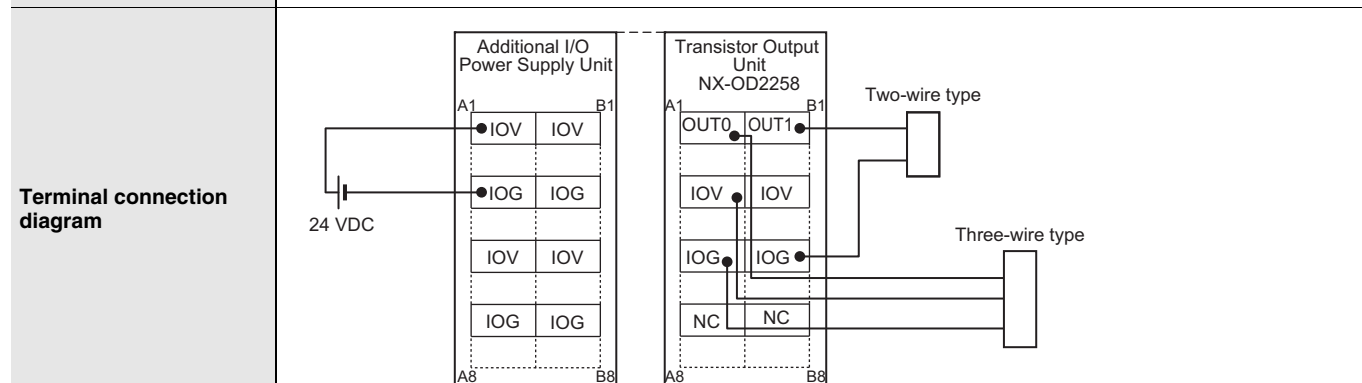 Terminal connection
diagram
Additional I/O
Power Supply Unit
A1 B1
IOV IOV
IOG IOG
IOV IOV
IOG IOG
A8 B8
24 VDC
Transistor Output
Unit
NX-OD2258
A1 B1
OUT0 OUT1
IOV IOV
IOG IOG
NC NC
A8 B8
Two-wire type
Three-wire type